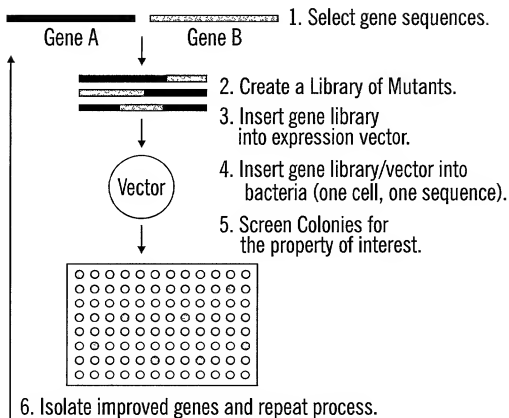 Gene A
Gene B
1. Select gene sequences.
2. Create a Library of Mutants.
3. Insert gene library
into expression vector.
Vector
4. Insert gene library/vector into
bacteria (one cell, one sequence).
5. Screen Colonies for
the property of interest.
6. Isolate improved genes and repeat process.